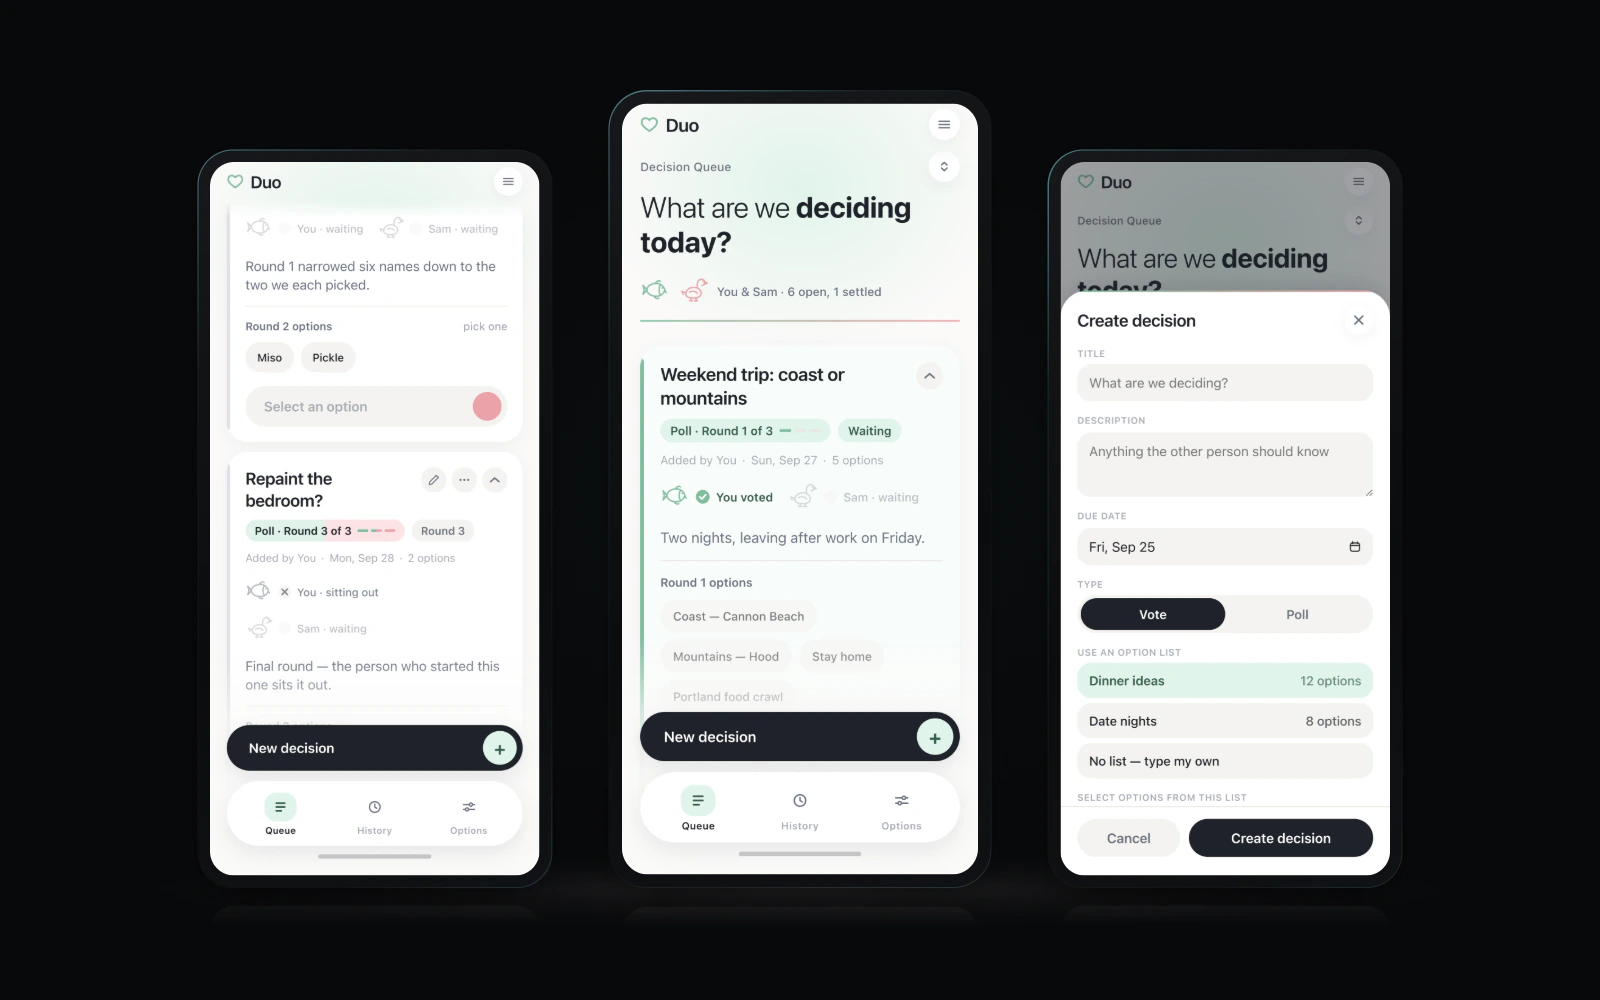 Duo
You · waiting
Sam · waiting
Round 1 narrowed six names down to the
two we each picked.
Round 2 options
pick one
Miso
Pickle
Select an option
Repaint the
bedroom?
Poll · Round 3 of 3
Round 3
Added by You · Mon, Sep 28 · 2 options
You · sitting out
Sam · waiting
Final round — the person who started this
one sits it out.
New decision
Queue
History
Options
Duo
Decision Queue
What are we deciding
today?
You & Sam · 6 open, 1 settled
Weekend trip: coast or
mountains
Poll · Round 1 of 3
Waiting
Added by You · Sun, Sep 27 · 5 options
You voted
Sam · waiting
Two nights, leaving after work on Friday.
Round 1 options
Coast — Cannon Beach
Mountains — Hood
Stay home
Portland food crawl
New decision
Queue
History
Options
Duo
Decision Queue
What are we deciding
today?
Create decision
TITLE
What are we deciding?
DESCRIPTION
Anything the other person should know
DUE DATE
Fri, Sep 25
TYPE
Vote
Poll
USE AN OPTION LIST
Dinner ideas
12 options
Date nights
8 options
No list — type my own
SELECT OPTIONS FROM THIS LIST
Cancel
Create decision